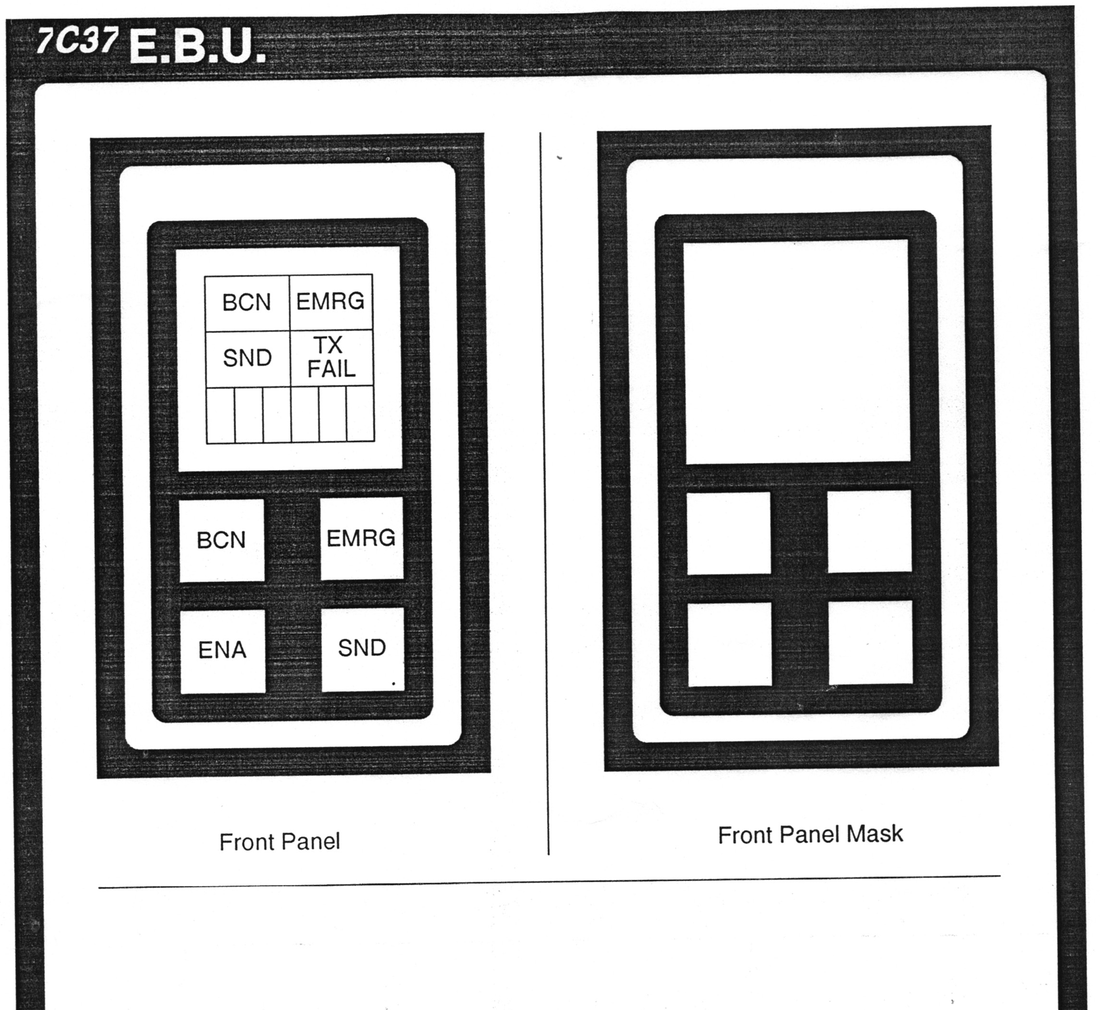 7C37 E.B.U.
BCN EMRG
SND TX FAIL
BCN EMRG
ENA SND
Front Panel
Front Panel Mask